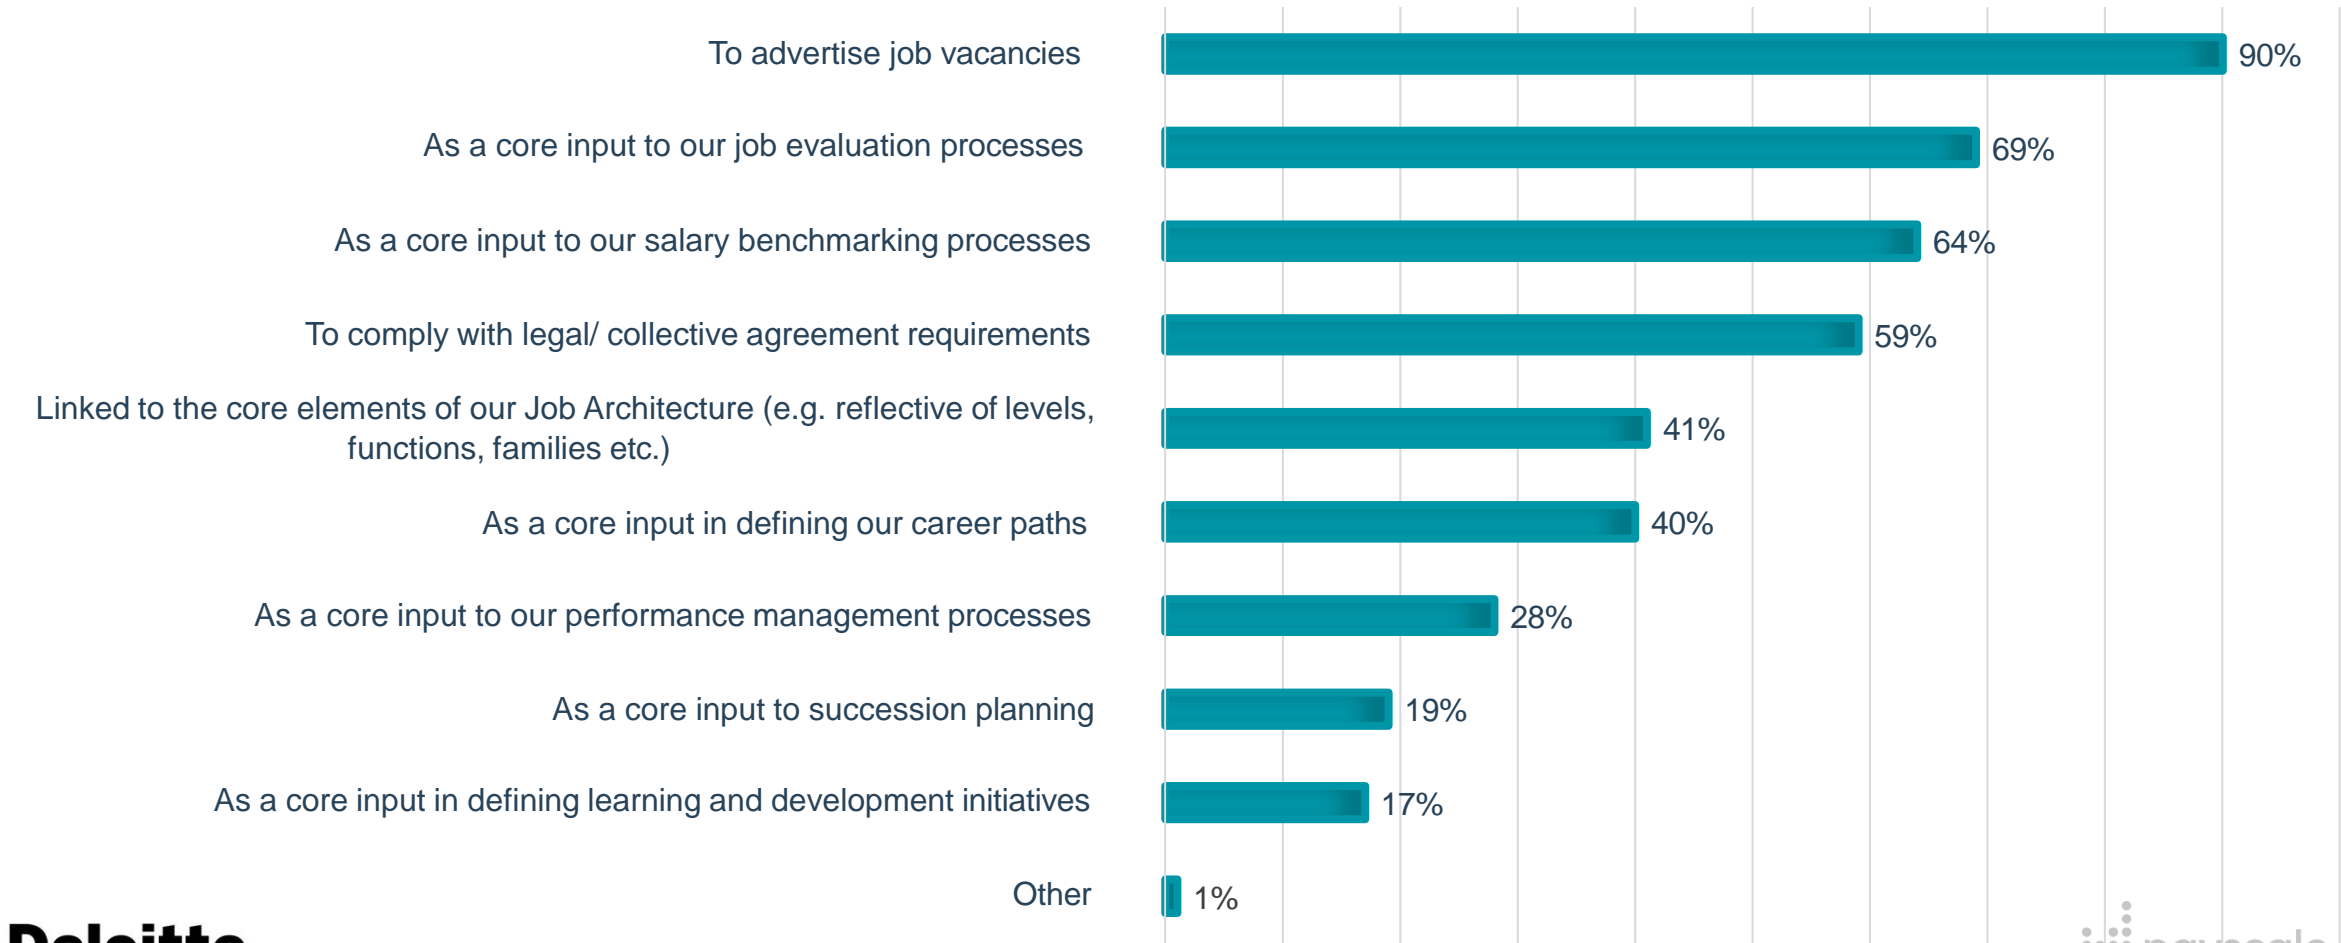 To advertise job vacancies 90%
As a core input to our job evaluation processes 69%
As a core input to our salary benchmarking processes 64%
To comply with legal/ collective agreement requirements 59%
Linked to the core elements of our Job Architecture (e.g. reflective of levels,
functions, families etc.) 41%
As a core input in defining our career paths 40%
As a core input to our performance management processes 28%
As a core input to succession planning 19%
As a core input in defining learning and development initiatives 17%
Other 1%
Deloitte
payscale